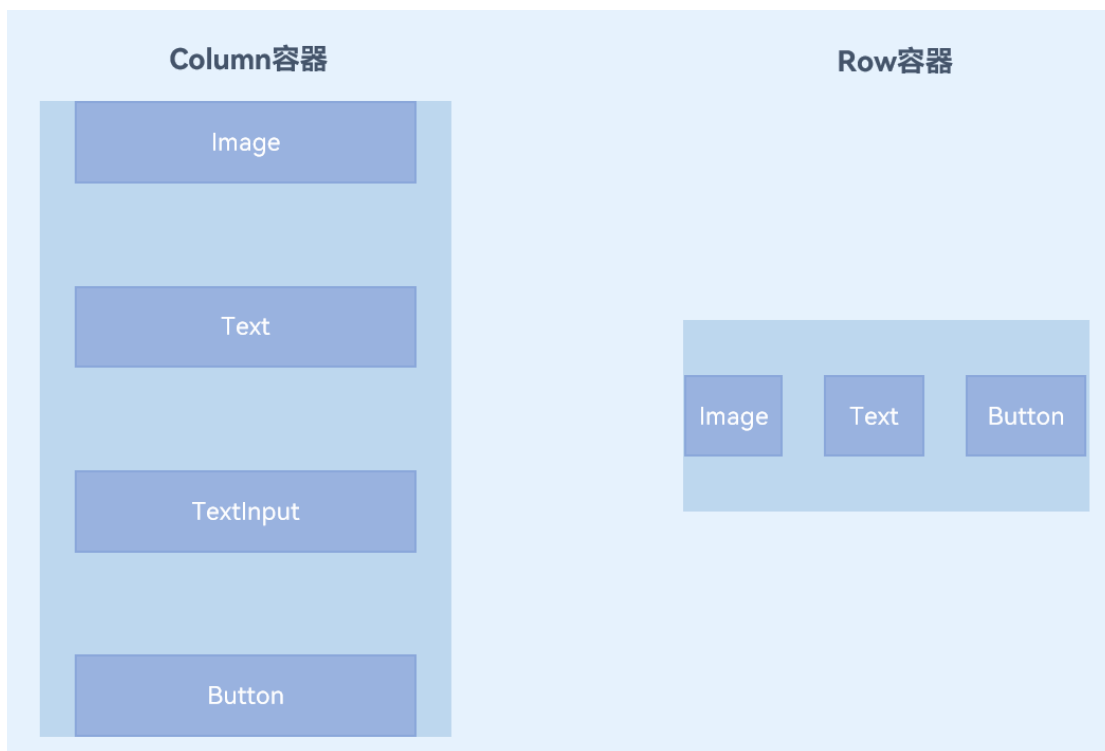 Column容器
Image
Text
TextInput
Button
Row容器
Image
Text
Button